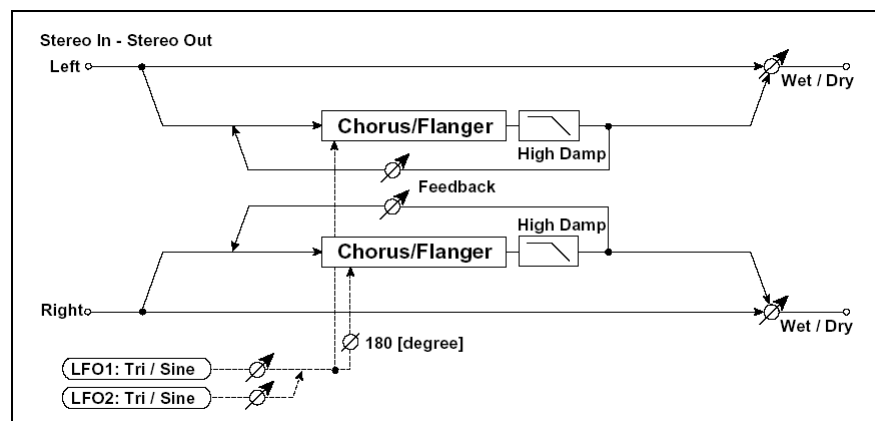 Stereo In - Stereo Out
Left
Wet / Dry
Chorus/Flanger
High Damp
Feedback
High Damp
Chorus/Flanger
Right
Wet / Dry
180 [degree]
LFO1: Tri / Sine
LFO2: Tri / Sine